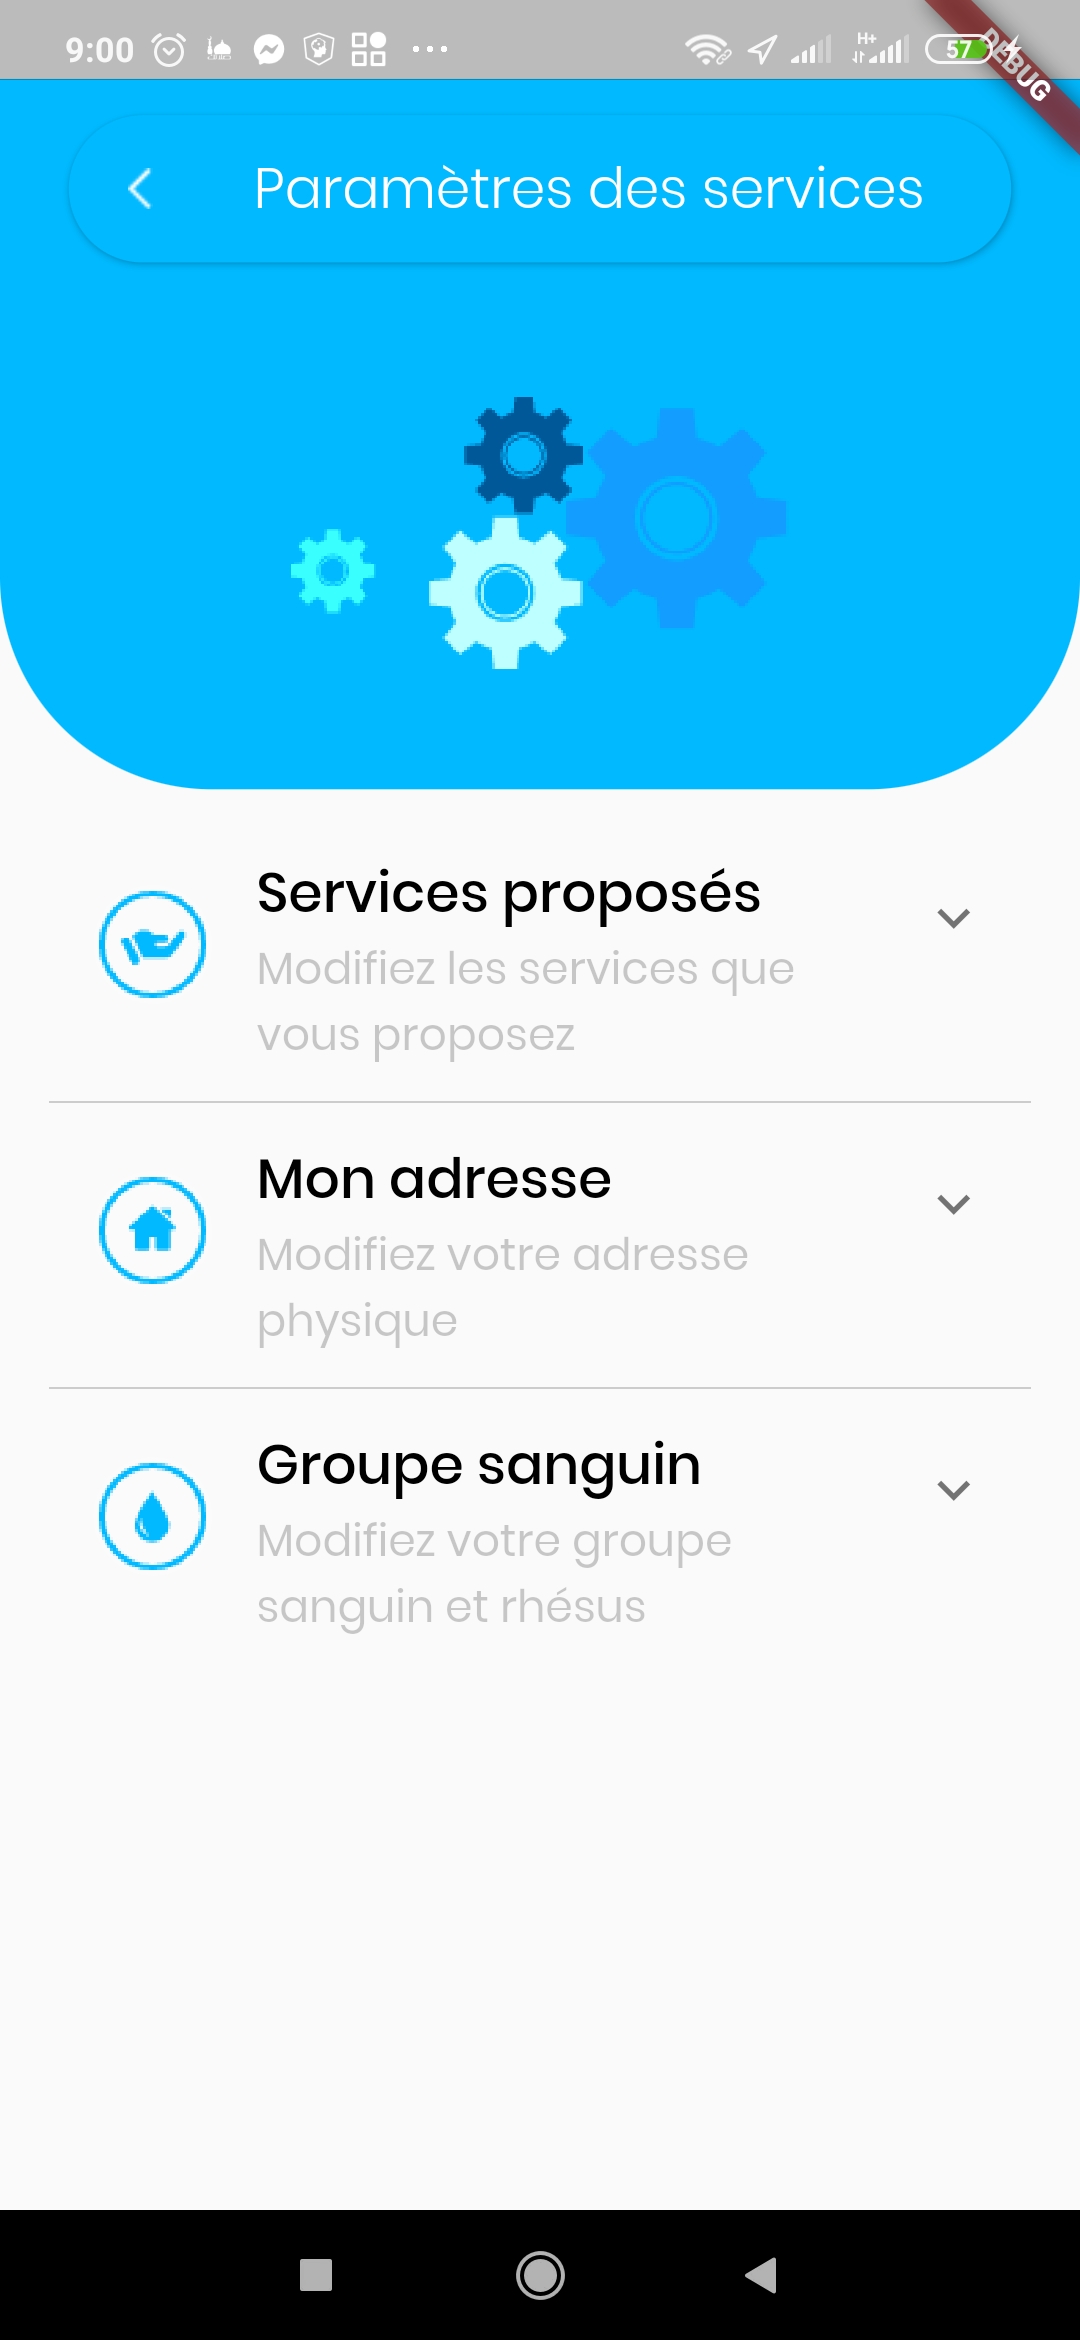 9:00
H+
57
DEBUG
Paramètres des services
Services proposés
Modifiez les services que
vous proposez
Mon adresse
Modifiez votre adresse
physique
Groupe sanguin
Modifiez votre groupe
sanguin et rhésus